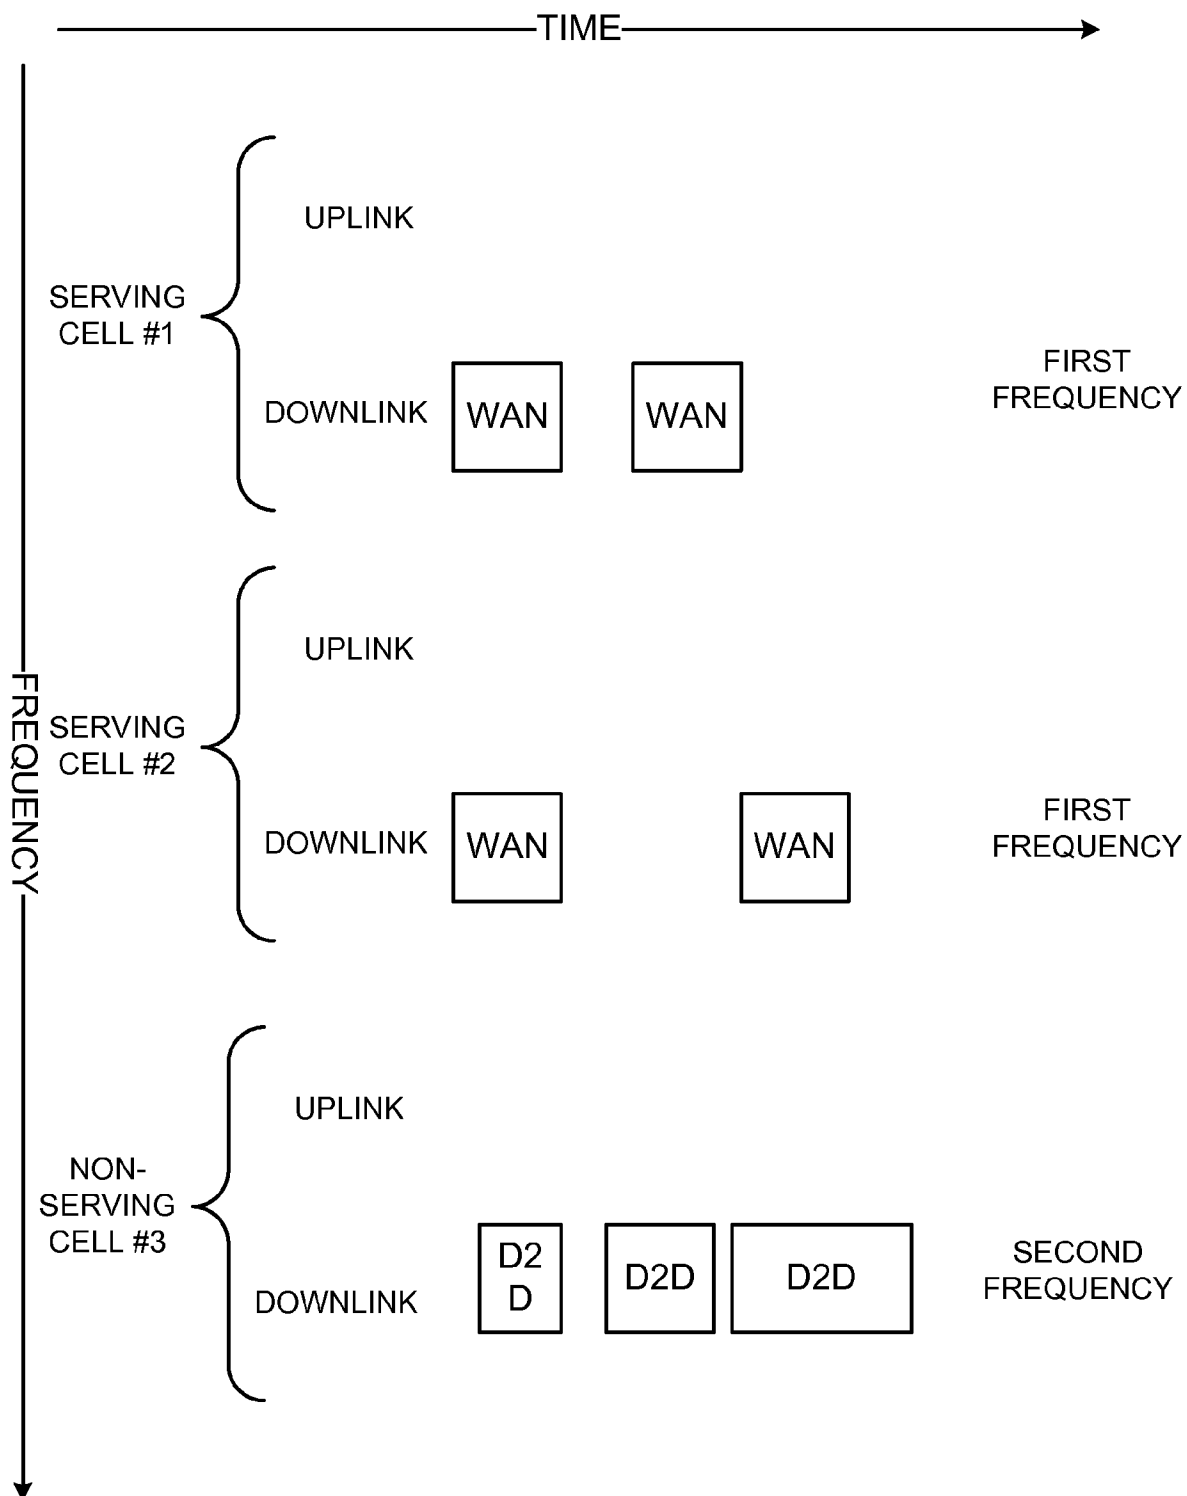 TIME
UPLINK
SERVING
CELL #1
FIRST
FREQUENCY
DOWNLINK
WAN
WAN
UPLINK
FREQUENCY
SERVING
CELL #2
FIRST
FREQUENCY
DOWNLINK
WAN
WAN
UPLINK
NON-
SERVING
CELL #3
D2
D
D2D
D2D
SECOND
FREQUENCY
DOWNLINK